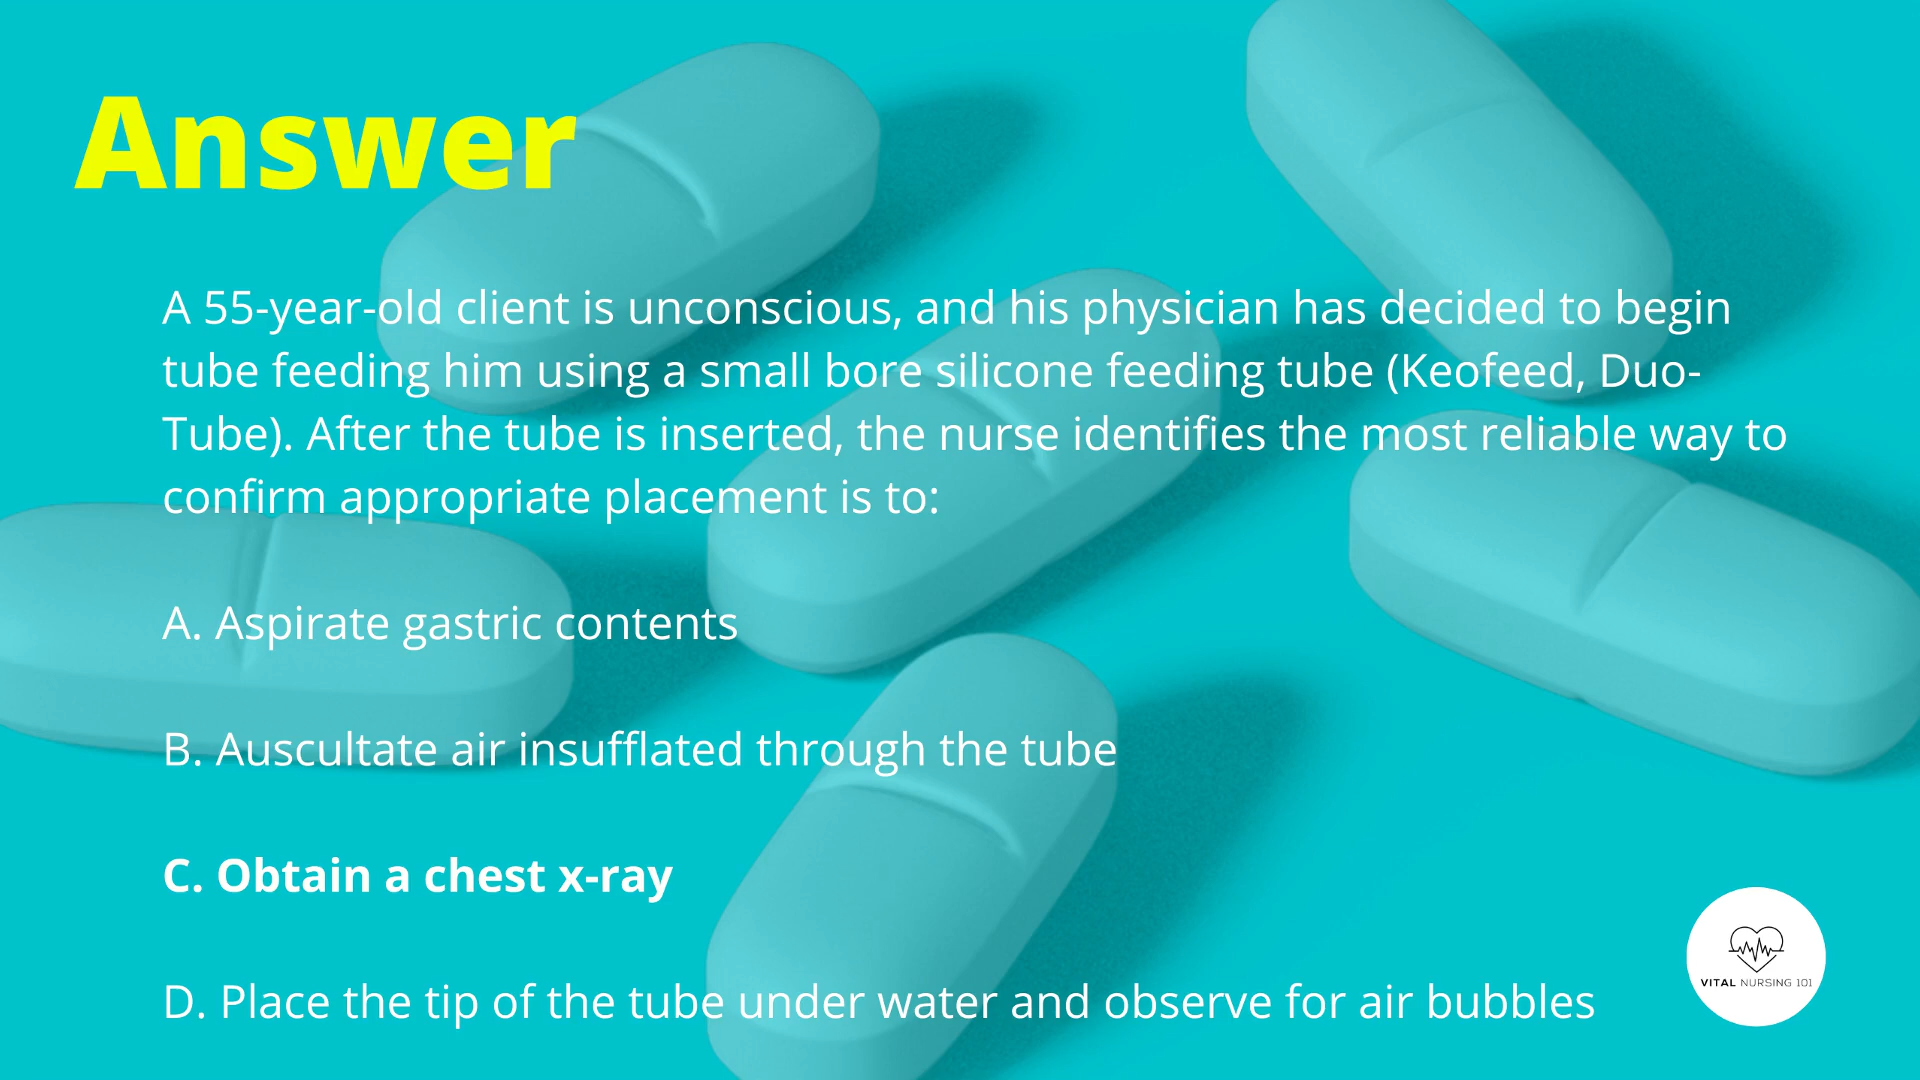 Answer
A 55-year-old client is unconscious, and his physician has decided to begin
tube feeding him using a small bore silicone feeding tube (Keofeed, Duo-
Tube). After the tube is inserted, the nurse identifies the most reliable way to
confirm appropriate placement is to:
A. Aspirate gastric contents
B. Auscultate air insufflated through the tube
C. Obtain a chest x-ray
D. Place the tip of the tube under water and observe for air bubbles
VITAL NURSING 101